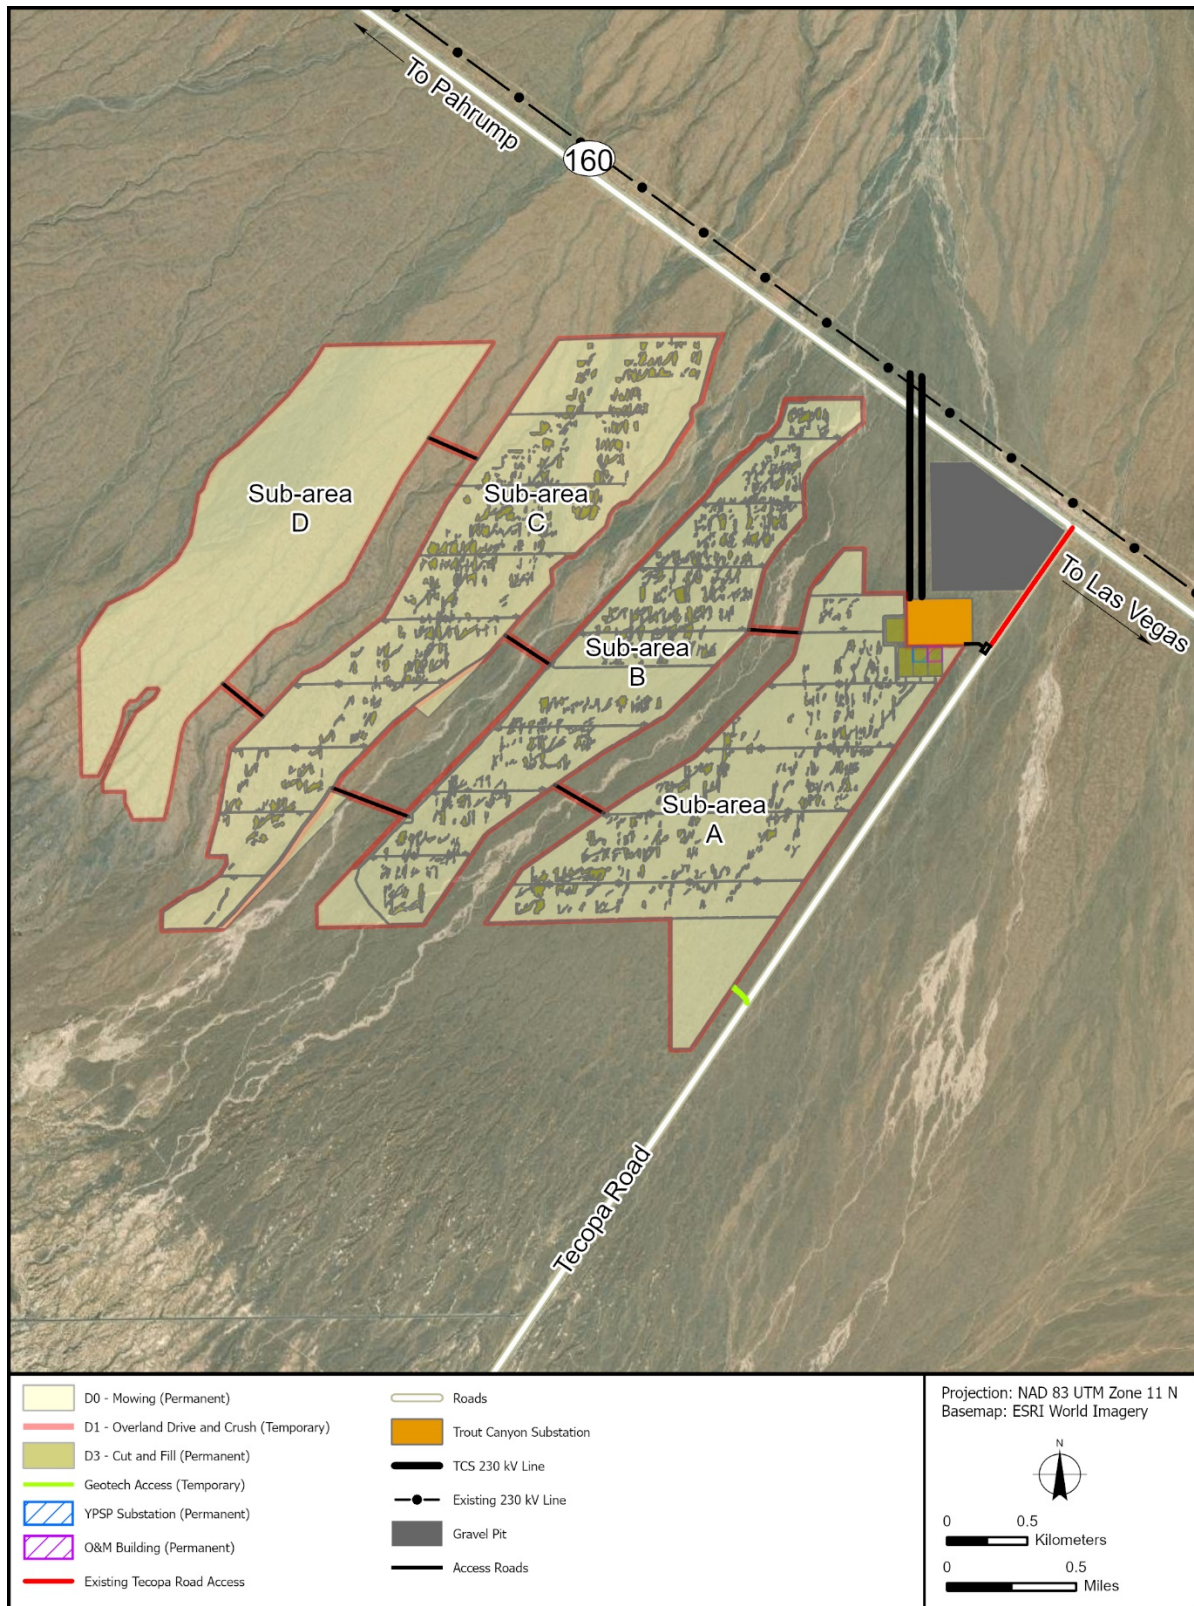 To Pahrump
160
Sub-area
D
Sub-area
C
To Las Vegas
Sub-area
B
Sub-area
A
Tecopa Road
D0 - Mowing (Permanent)
D1 - Overland Drive and Crush (Temporary)
D3 - Cut and Fill (Permanent)
Geotech Access (Temporary)
YPSP Substation (Permanent)
O&M Building (Permanent)
Existing Tecopa Road Access
Roads
Trout Canyon Substation
TCS 230 kV Line
Existing 230 kV Line
Gravel Pit
Access Roads
Projection: NAD 83 UTM Zone 11 N
Basemap: ESRI World Imagery
N
0 0.5
Kilometers
0 0.5
Miles